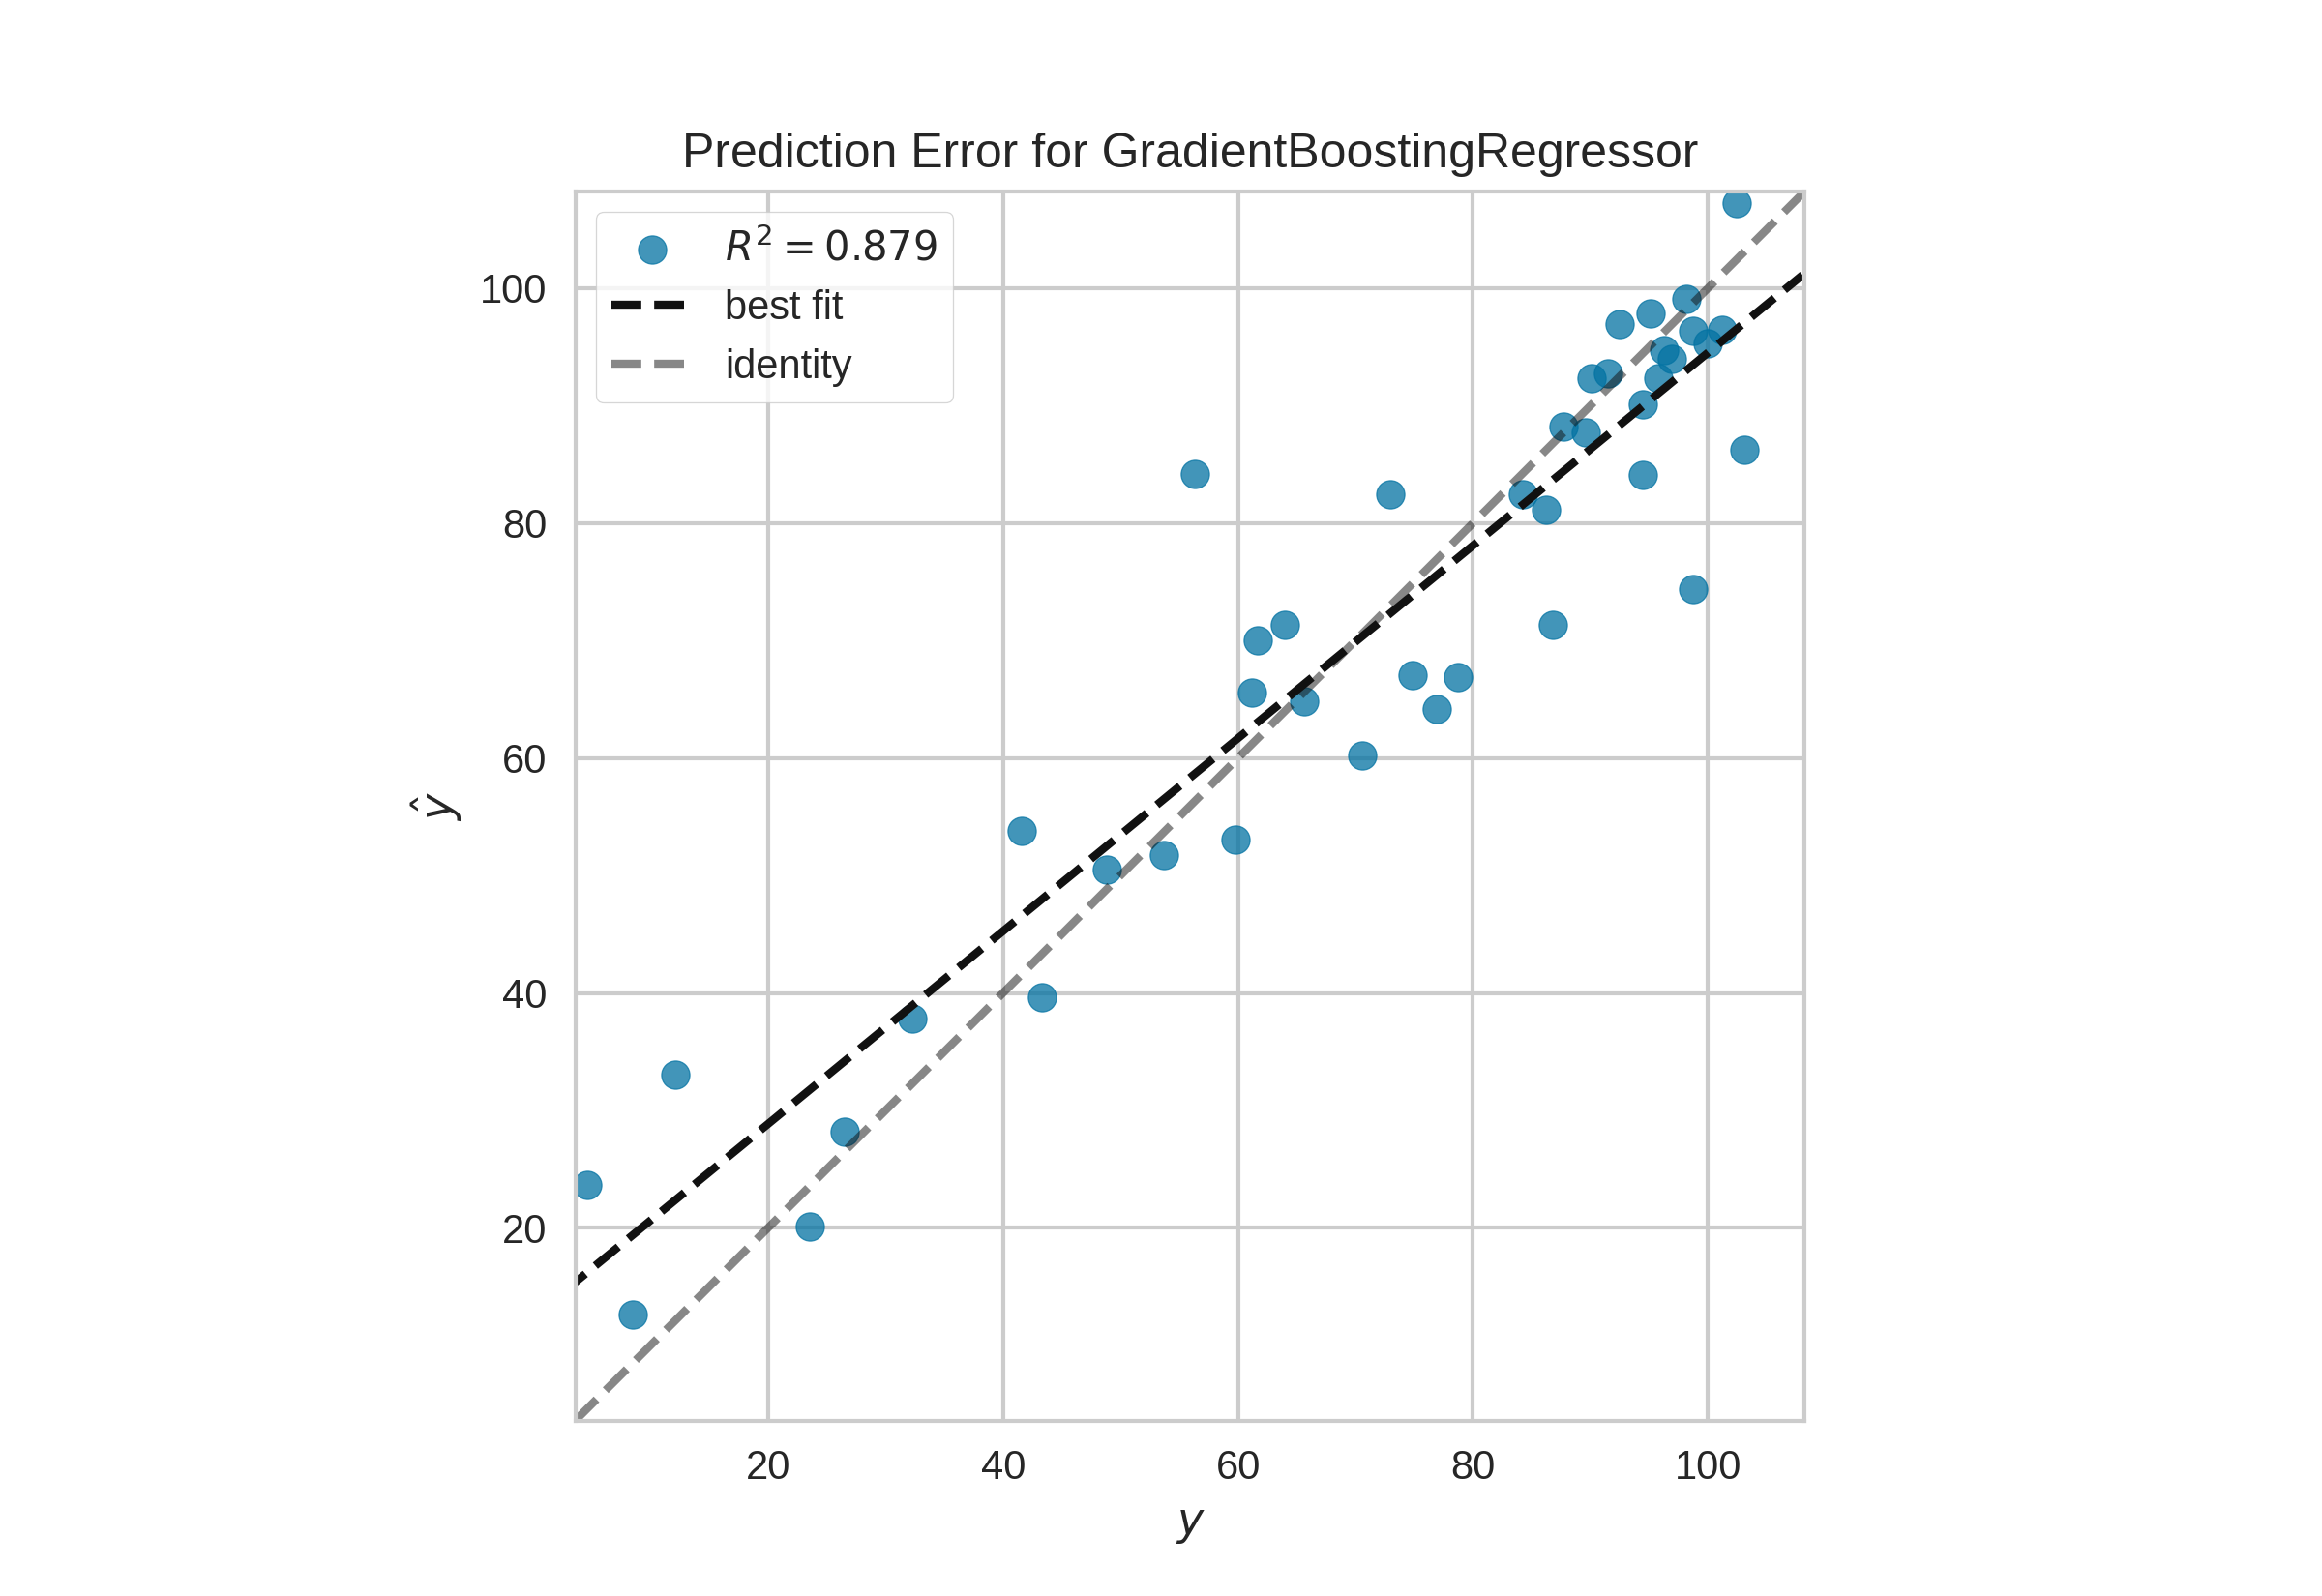 Prediction Error for GradientBoostingRegressor
R² = 0.879
best fit
identity
100
80
60
40
20
ŷ
20 40 60 80 100
y